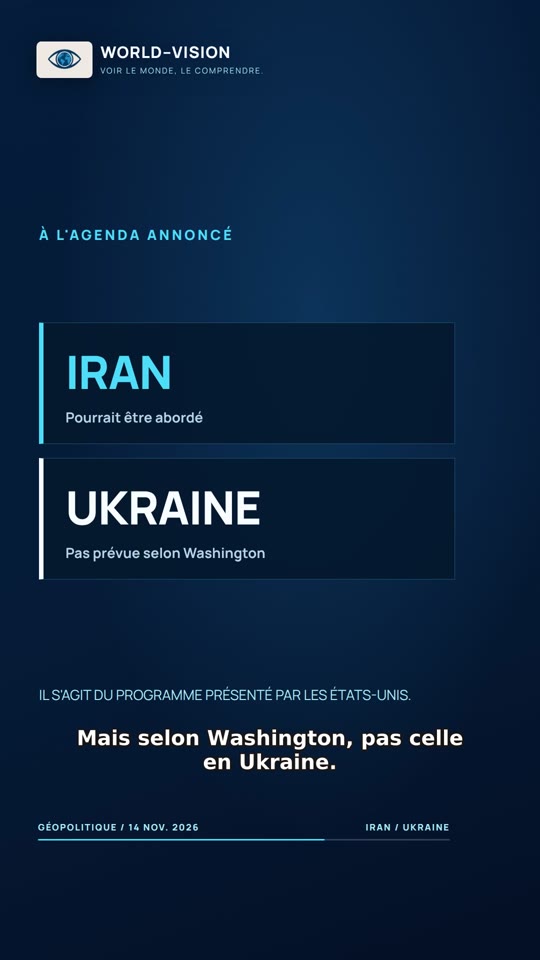 WORLD-VISION
VOIR LE MONDE, LE COMPRENDRE.
À L'AGENDA ANNONCÉ
IRAN
Pourrait être abordé
UKRAINE
Pas prévue selon Washington
IL S'AGIT DU PROGRAMME PRÉSENTÉ PAR LES ÉTATS-UNIS.
Mais selon Washington, pas celle
en Ukraine.
GÉOPOLITIQUE / 14 NOV. 2026
IRAN / UKRAINE